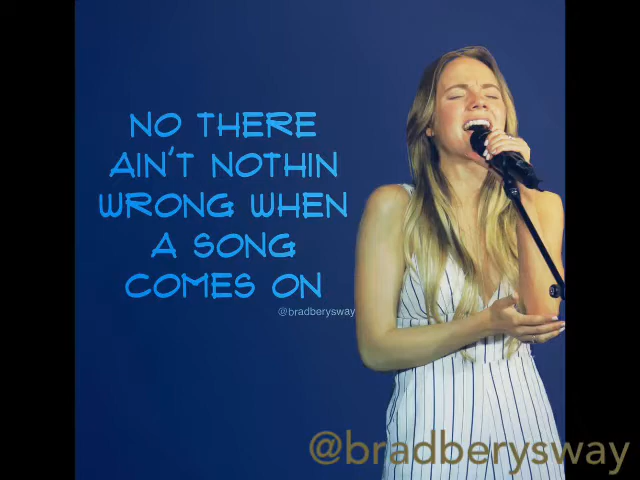 NO THERE
AIN'T NOTHIN
WRONG WHEN
A SONG
COMES ON
@bradberysway
@bradberysway